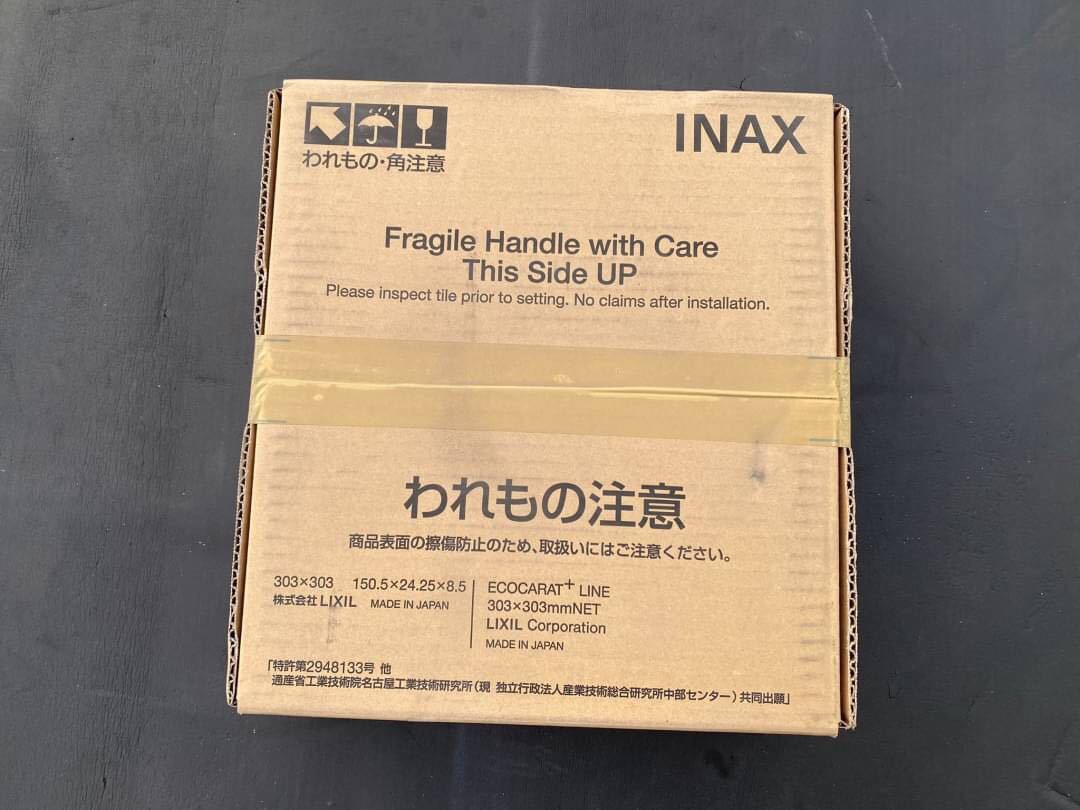 INAX
われもの・角注意
Fragile Handle with Care
This Side UP
Please inspect tile prior to setting. No claims after installation.
われもの注意
商品表面の擦傷防止のため、取扱いにはご注意ください。
303×303 150.5×24.25×8.5
株式会社LIXIL MADE IN JAPAN
ECOCARAT+ LINE
303×303mmNET
LIXIL Corporation
MADE IN JAPAN
「特許第2948133号 他
通産省工業技術院名古屋工業技術研究所(現 独立行政法人産業技術総合研究所中部センター)共同出願」